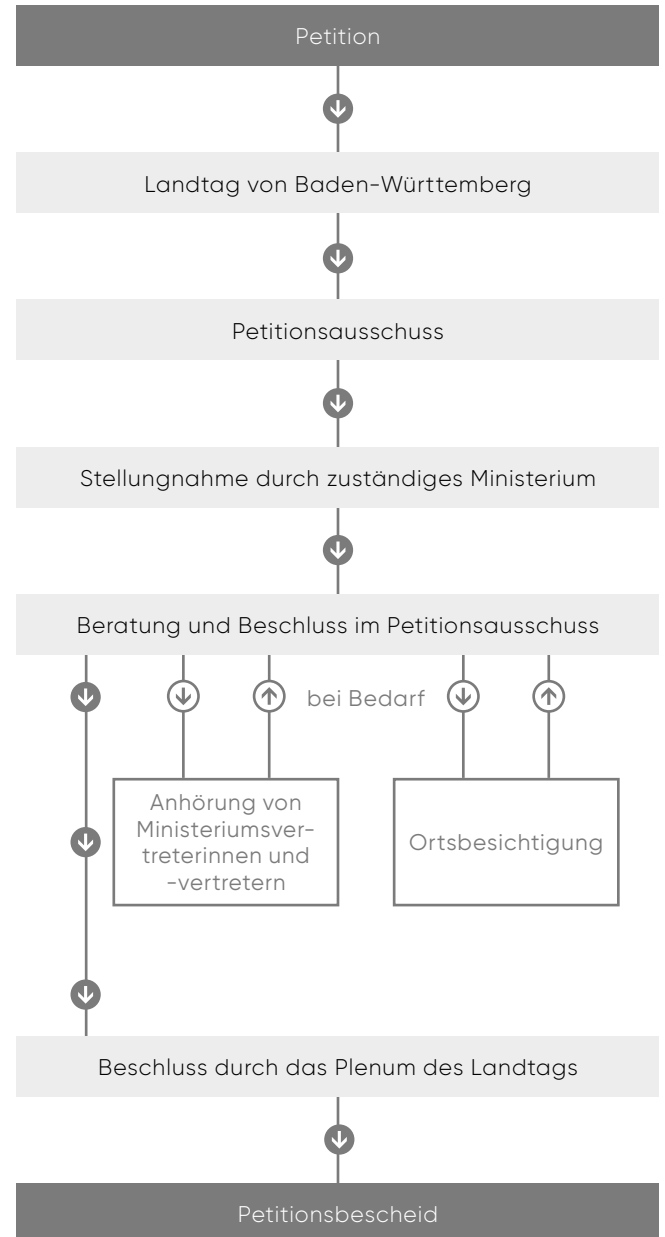 Petition
Landtag von Baden-Württemberg
Petitionsausschuss
Stellungnahme durch zuständiges Ministerium
Beratung und Beschluss im Petitionsausschuss
bei Bedarf
Anhörung von
Ministeriumsver-
treterinnen und
-vertretern
Ortsbesichtigung
Beschluss durch das Plenum des Landtags
Petitionsbescheid